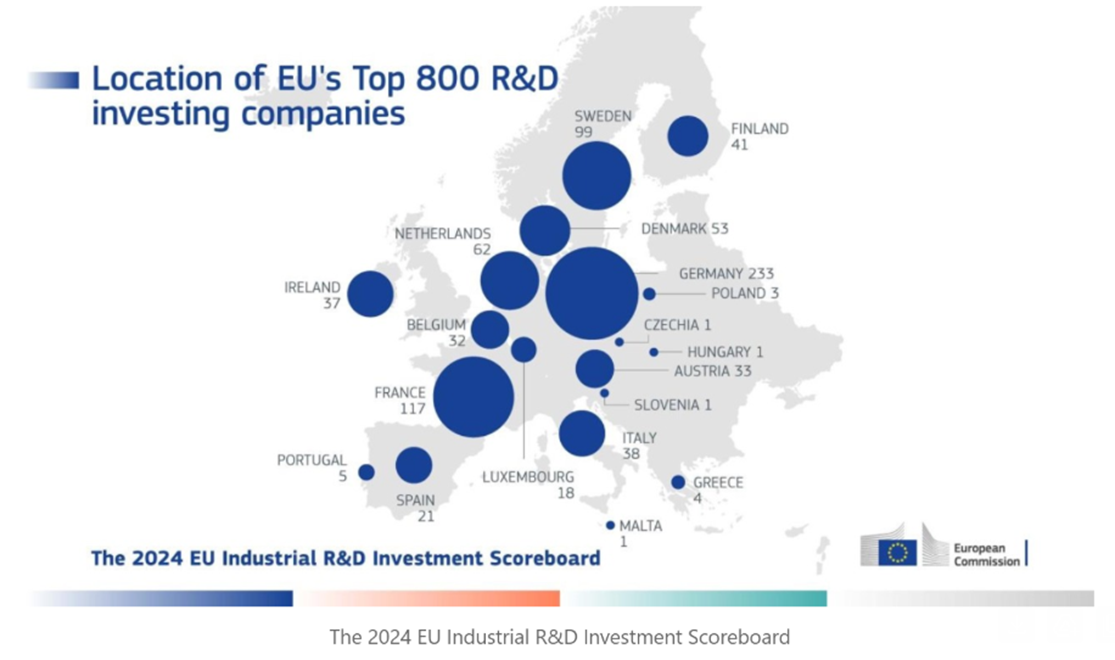 Location of EU's Top 800 R&D
investing companies
SWEDEN
99
FINLAND
41
DENMARK 53
NETHERLANDS
62
GERMANY 233
IRELAND
37
POLAND 3
BELGIUM
32
CZECHIA 1
HUNGARY 1
AUSTRIA 33
FRANCE
117
SLOVENIA 1
ITALY
38
PORTUGAL
5
LUXEMBOURG
18
SPAIN
21
GREECE
4
MALTA
1
The 2024 EU Industrial R&D Investment Scoreboard
European
Commission
The 2024 EU Industrial R&D Investment Scoreboard